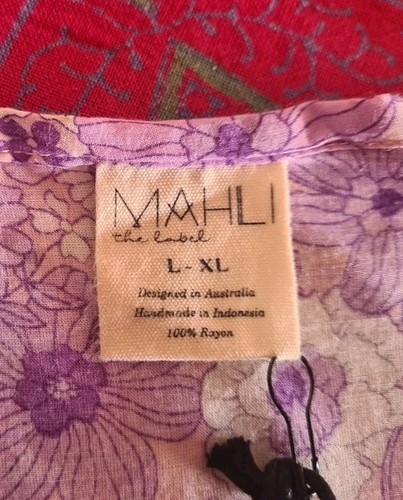 MAHLI
the label
L - XL
Designed in Australia
Handmade in Indonesia
100% Rayon